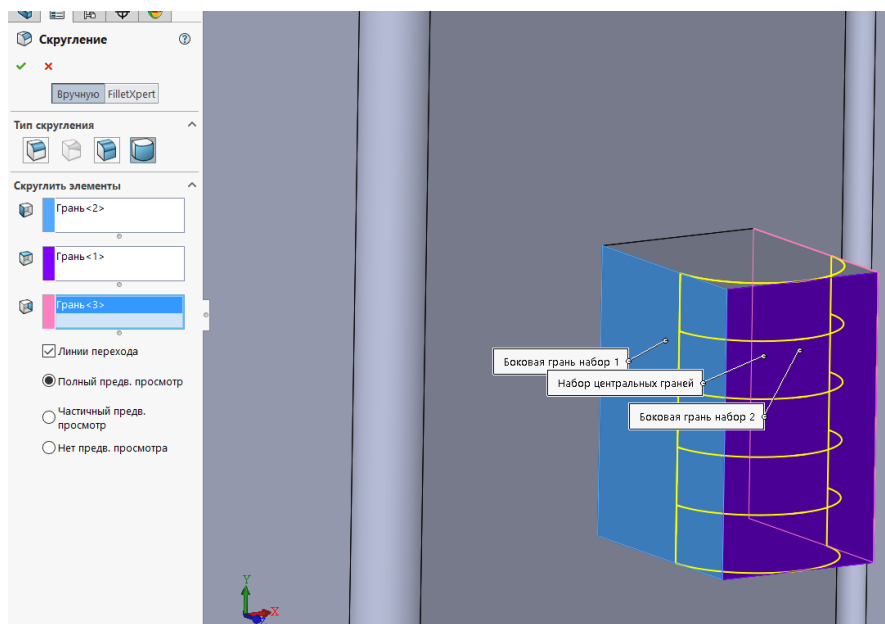 Скругление
Вручную FilletXpert
Тип скругления
Скруглить элементы
Грань<2>
Грань<1>
Грань<3>
Линии перехода
Полный предв. просмотр
Частичный предв.
просмотр
Нет предв. просмотра
Боковая грань набор 1
Набор центральных граней
Боковая грань набор 2
Y
X